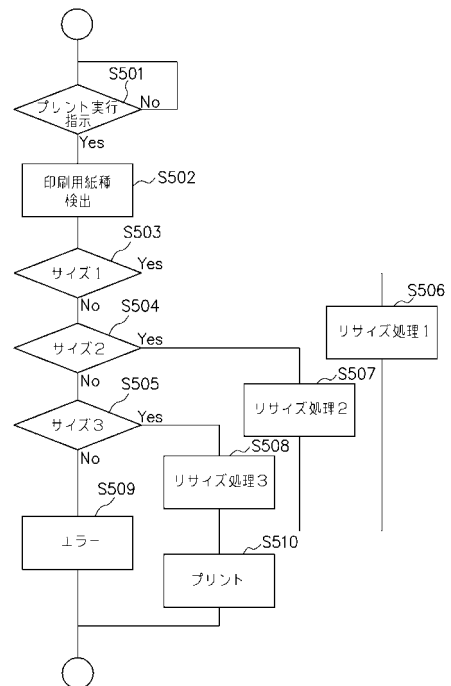 S501
プリント実行
指示
No
Yes
S502
印刷用紙種
検出
S503
サイズ1
Yes
No
S504
サイズ2
Yes
No
S505
サイズ3
Yes
No
S506
リサイズ処理1
S507
リサイズ処理2
S508
リサイズ処理3
S509
エラー
S510
プリント